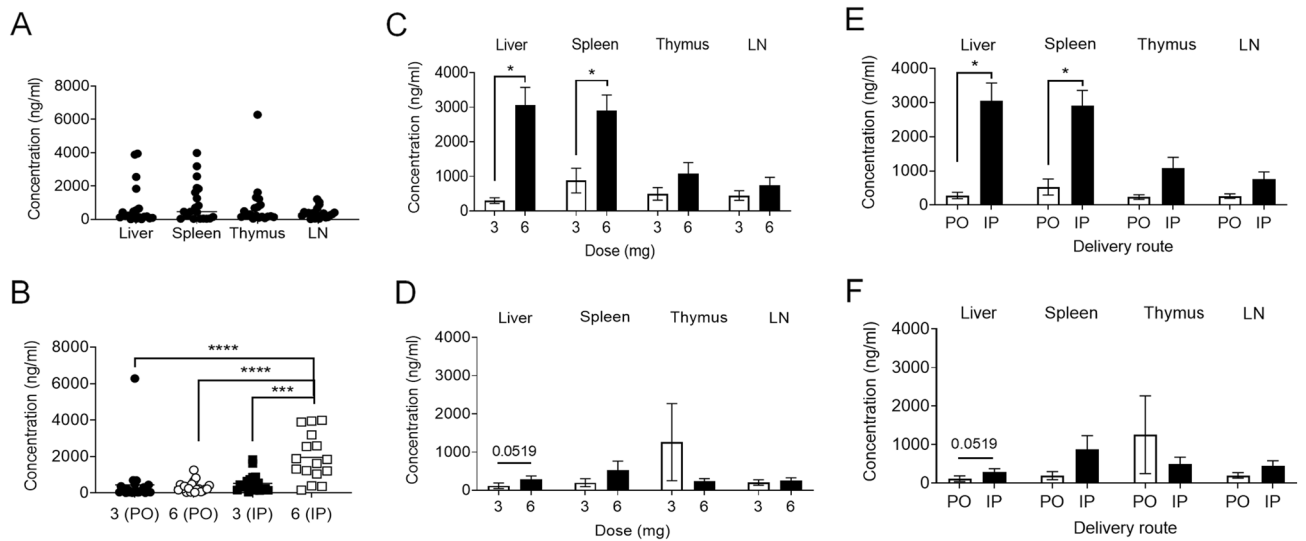 A
Concentration (ng/ml)
8000
6000
4000
2000
0
Liver Spleen Thymus LN
B
Concentration (ng/ml)
8000
6000
4000
2000
0
****
****
***
3 (PO) 6 (PO) 3 (IP) 6 (IP)
C
Liver Spleen Thymus LN
Concentration (ng/ml)
4000
3000
2000
1000
0
* *
3 6 3 6 3 6 3 6
Dose (mg)
D
Liver Spleen Thymus LN
Concentration (ng/ml)
4000
3000
2000
1000
0
0.0519
3 6 3 6 3 6 3 6
Dose (mg)
E
Liver Spleen Thymus LN
Concentration (ng/ml)
4000
3000
2000
1000
0
* *
PO IP PO IP PO IP PO IP
Delivery route
F
Liver Spleen Thymus LN
Concentration (ng/ml)
4000
3000
2000
1000
0
0.0519
PO IP PO IP PO IP PO IP
Delivery route